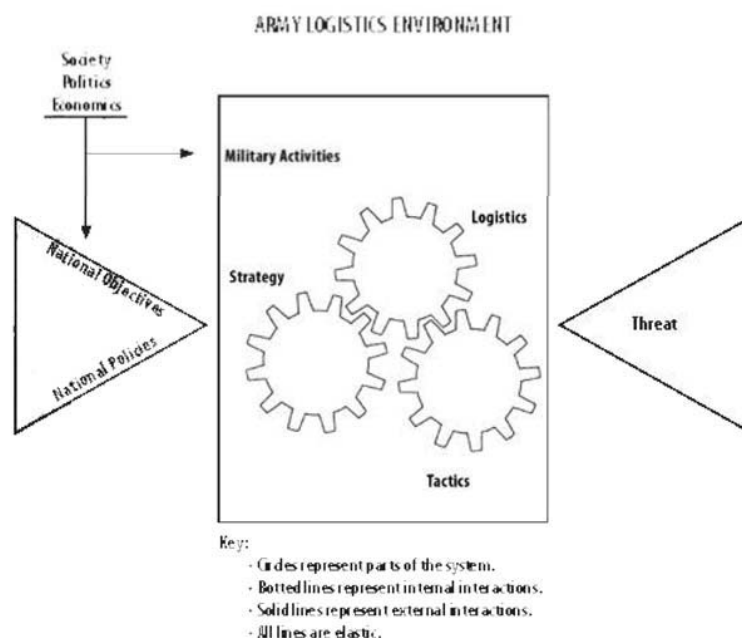 ARMY LOGISTICS ENVIRONMENT
Society
Politics
Economics
Military Activities
Logistics
National Objectives
Strategy
Threat
National Policies
Tactics
Key:
· Circles represent parts of the system.
· Botted lines represent internal interactions.
· Solid lines represent external interactions.
· All lines are elastic.